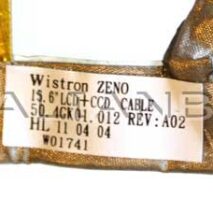 Wistron ZENO
15.6"LCD+CCD CABLE
50.4GK01.012 REV:A02
HL 11 04 04
W01741